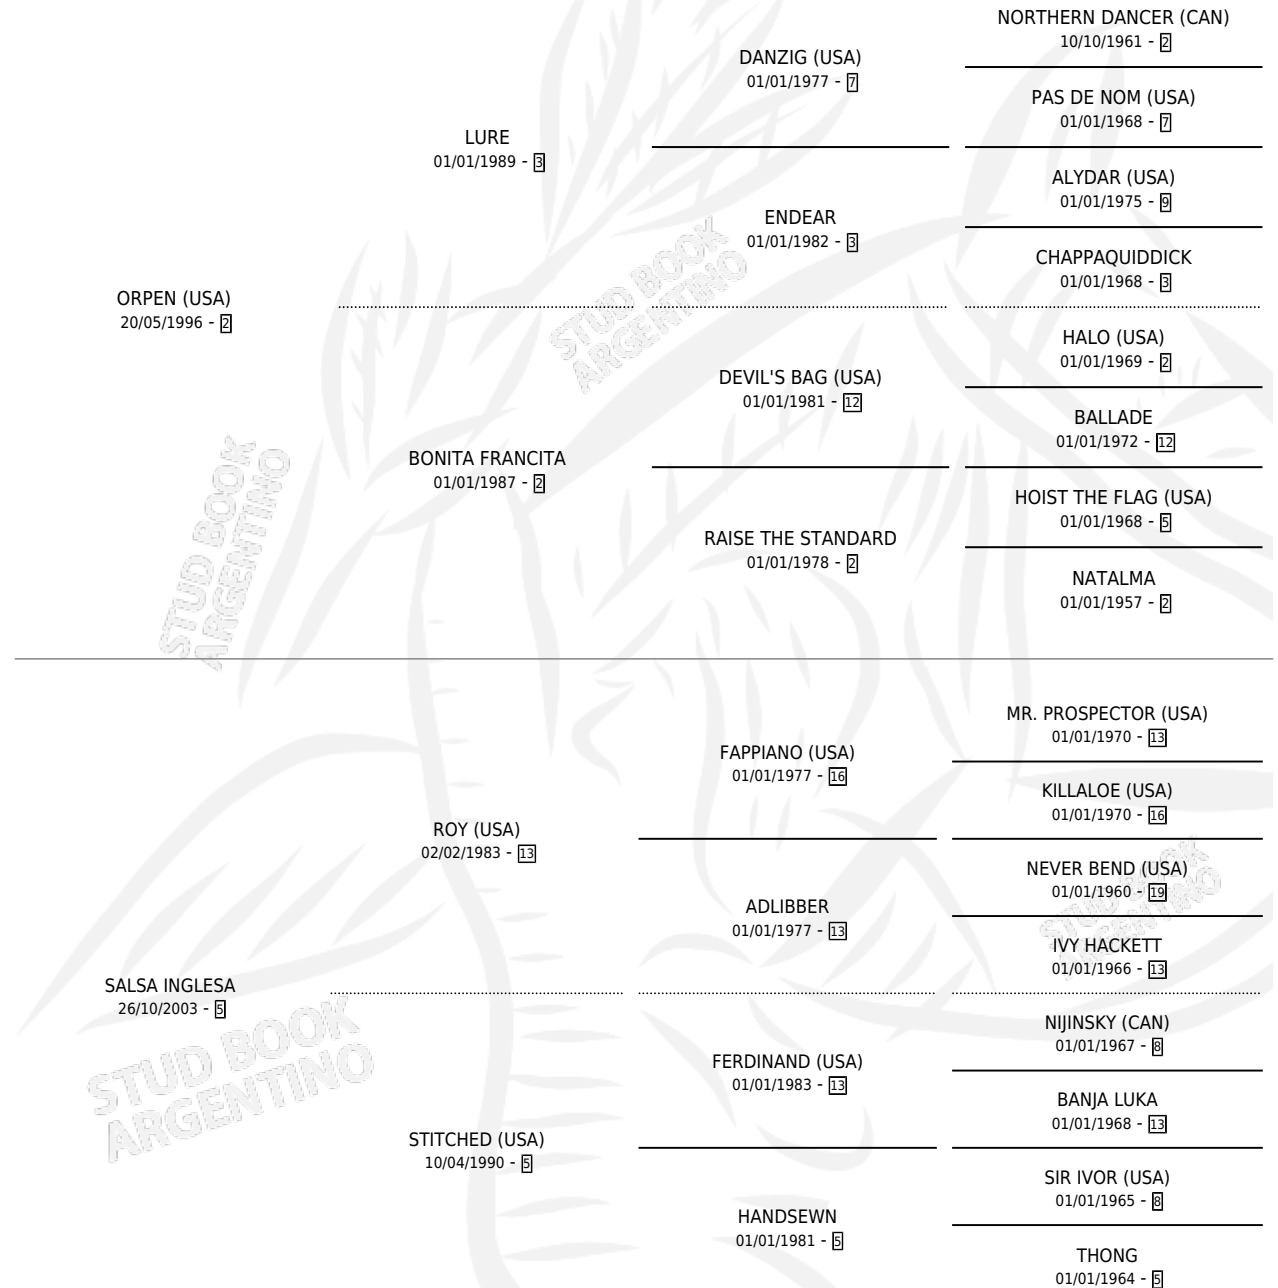 NORTHERN DANCER (CAN)
10/10/1961 - 2
DANZIG (USA)
01/01/1977 - 7
PAS DE NOM (USA)
01/01/1968 - 7
LURE
01/01/1989 - 3
ALYDAR (USA)
01/01/1975 - 9
ENDEAR
01/01/1982 - 3
CHAPPAQUIDDICK
01/01/1968 - 3
ORPEN (USA)
20/05/1996 - 2
HALO (USA)
01/01/1969 - 2
DEVIL'S BAG (USA)
01/01/1981 - 12
BALLADE
01/01/1972 - 12
BONITA FRANCITA
01/01/1987 - 2
HOIST THE FLAG (USA)
01/01/1968 - 5
RAISE THE STANDARD
01/01/1978 - 2
NATALMA
01/01/1957 - 2
MR. PROSPECTOR (USA)
01/01/1970 - 13
FAPPIANO (USA)
01/01/1977 - 16
KILLALOE (USA)
01/01/1970 - 16
ROY (USA)
02/02/1983 - 13
NEVER BEND (USA)
01/01/1960 - 19
ADLIBBER
01/01/1977 - 13
IVY HACKETT
01/01/1966 - 13
SALSA INGLESA
26/10/2003 - 5
NIJINSKY (CAN)
01/01/1967 - 8
FERDINAND (USA)
01/01/1983 - 13
BANJA LUKA
01/01/1968 - 13
STITCHED (USA)
10/04/1990 - 5
SIR IVOR (USA)
01/01/1965 - 8
HANDSEWN
01/01/1981 - 5
THONG
01/01/1964 - 5
STUD BOOK
ARGENTINO
STUD BOOK
ARGENTINO
STUD BOOK
ARGENTINO
STUD BOOK
ARGENTINO